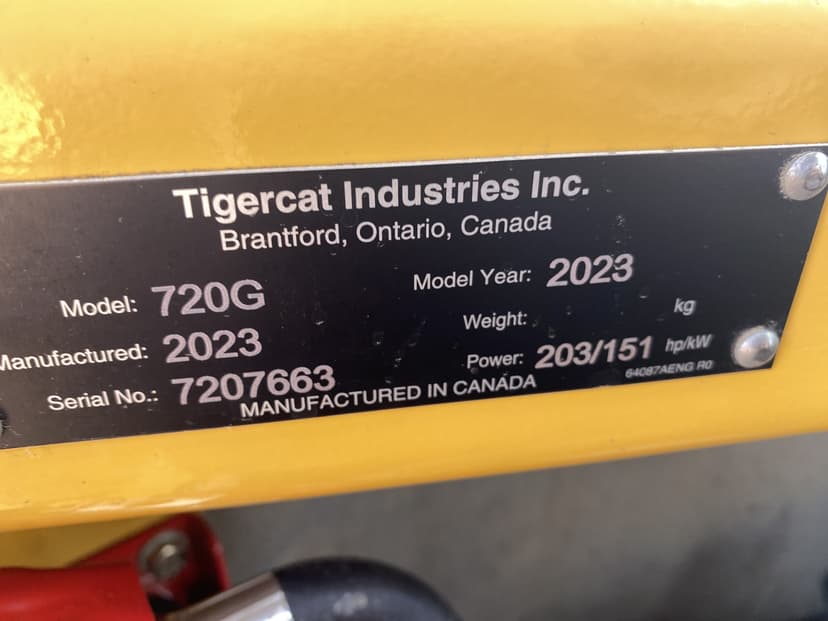 Tigercat Industries Inc.
Brantford, Ontario, Canada
Model: 720G
Model Year: 2023
Manufactured: 2023
Weight: kg
Serial No.: 7207663
Power: 203/151 hp/kW
MANUFACTURED IN CANADA
64087AENG R0